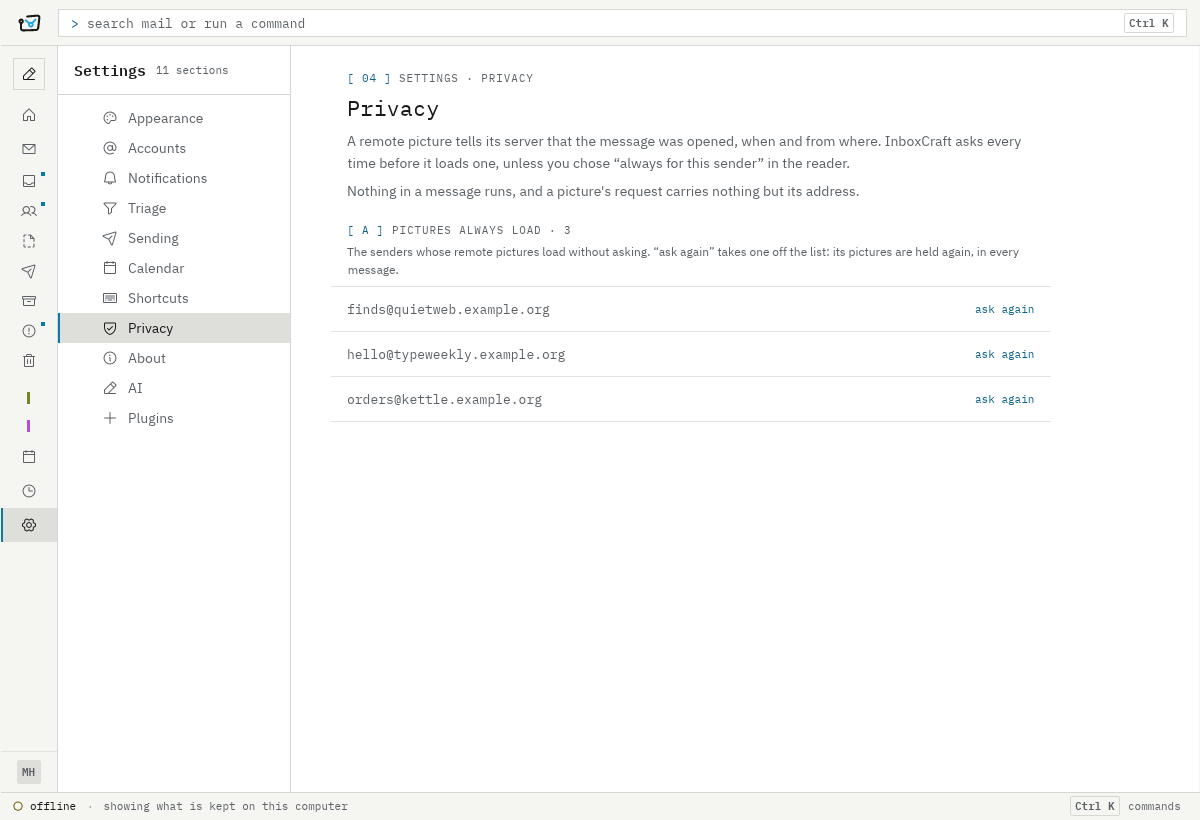 > search mail or run a command Ctrl K
Settings 11 sections
Appearance
Accounts
Notifications
Triage
Sending
Calendar
Shortcuts
Privacy
About
AI
Plugins
[ 04 ] SETTINGS · PRIVACY
Privacy
A remote picture tells its server that the message was opened, when and from where. InboxCraft asks every
time before it loads one, unless you chose “always for this sender” in the reader.
Nothing in a message runs, and a picture's request carries nothing but its address.
[ A ] PICTURES ALWAYS LOAD · 3
The senders whose remote pictures load without asking. “ask again” takes one off the list: its pictures are held again, in every
message.
finds@quietweb.example.org ask again
hello@typeweekly.example.org ask again
orders@kettle.example.org ask again
MH
offline · showing what is kept on this computer Ctrl K commands